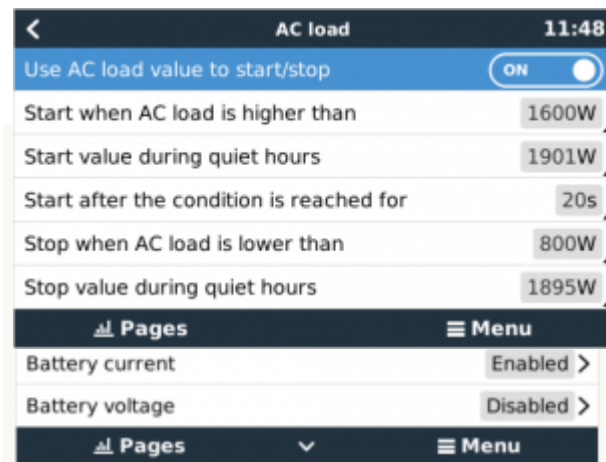 AC load 11:48
Use AC load value to start/stop ON
Start when AC load is higher than 1600W
Start value during quiet hours 1901W
Start after the condition is reached for 20s
Stop when AC load is lower than 800W
Stop value during quiet hours 1895W
Pages Menu
Battery current Enabled
Battery voltage Disabled
Pages Menu